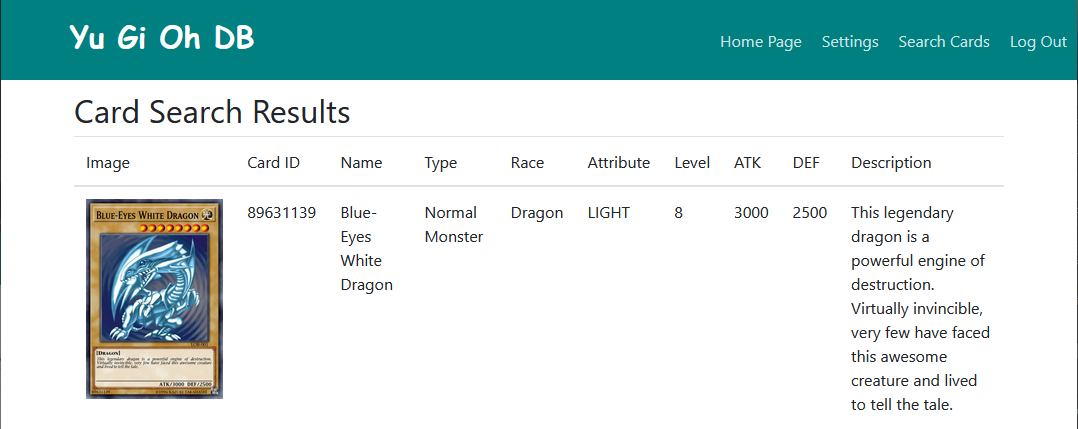 Yu Gi Oh DB
Home Page Settings Search Cards Log Out
Card Search Results
Image Card ID Name Type Race Attribute Level ATK DEF Description
BLUE-EYES WHITE DRAGON
[DRAGON]
This legendary dragon is a powerful engine of destruction.
Virtually invincible, very few have faced this awesome creature
and lived to tell the tale.
ATK/3000 DEF/2500
89631139
Blue-
Eyes
White
Dragon
Normal
Monster
Dragon
LIGHT
8
3000
2500
This legendary
dragon is a
powerful engine of
destruction.
Virtually invincible,
very few have faced
this awesome
creature and lived
to tell the tale.